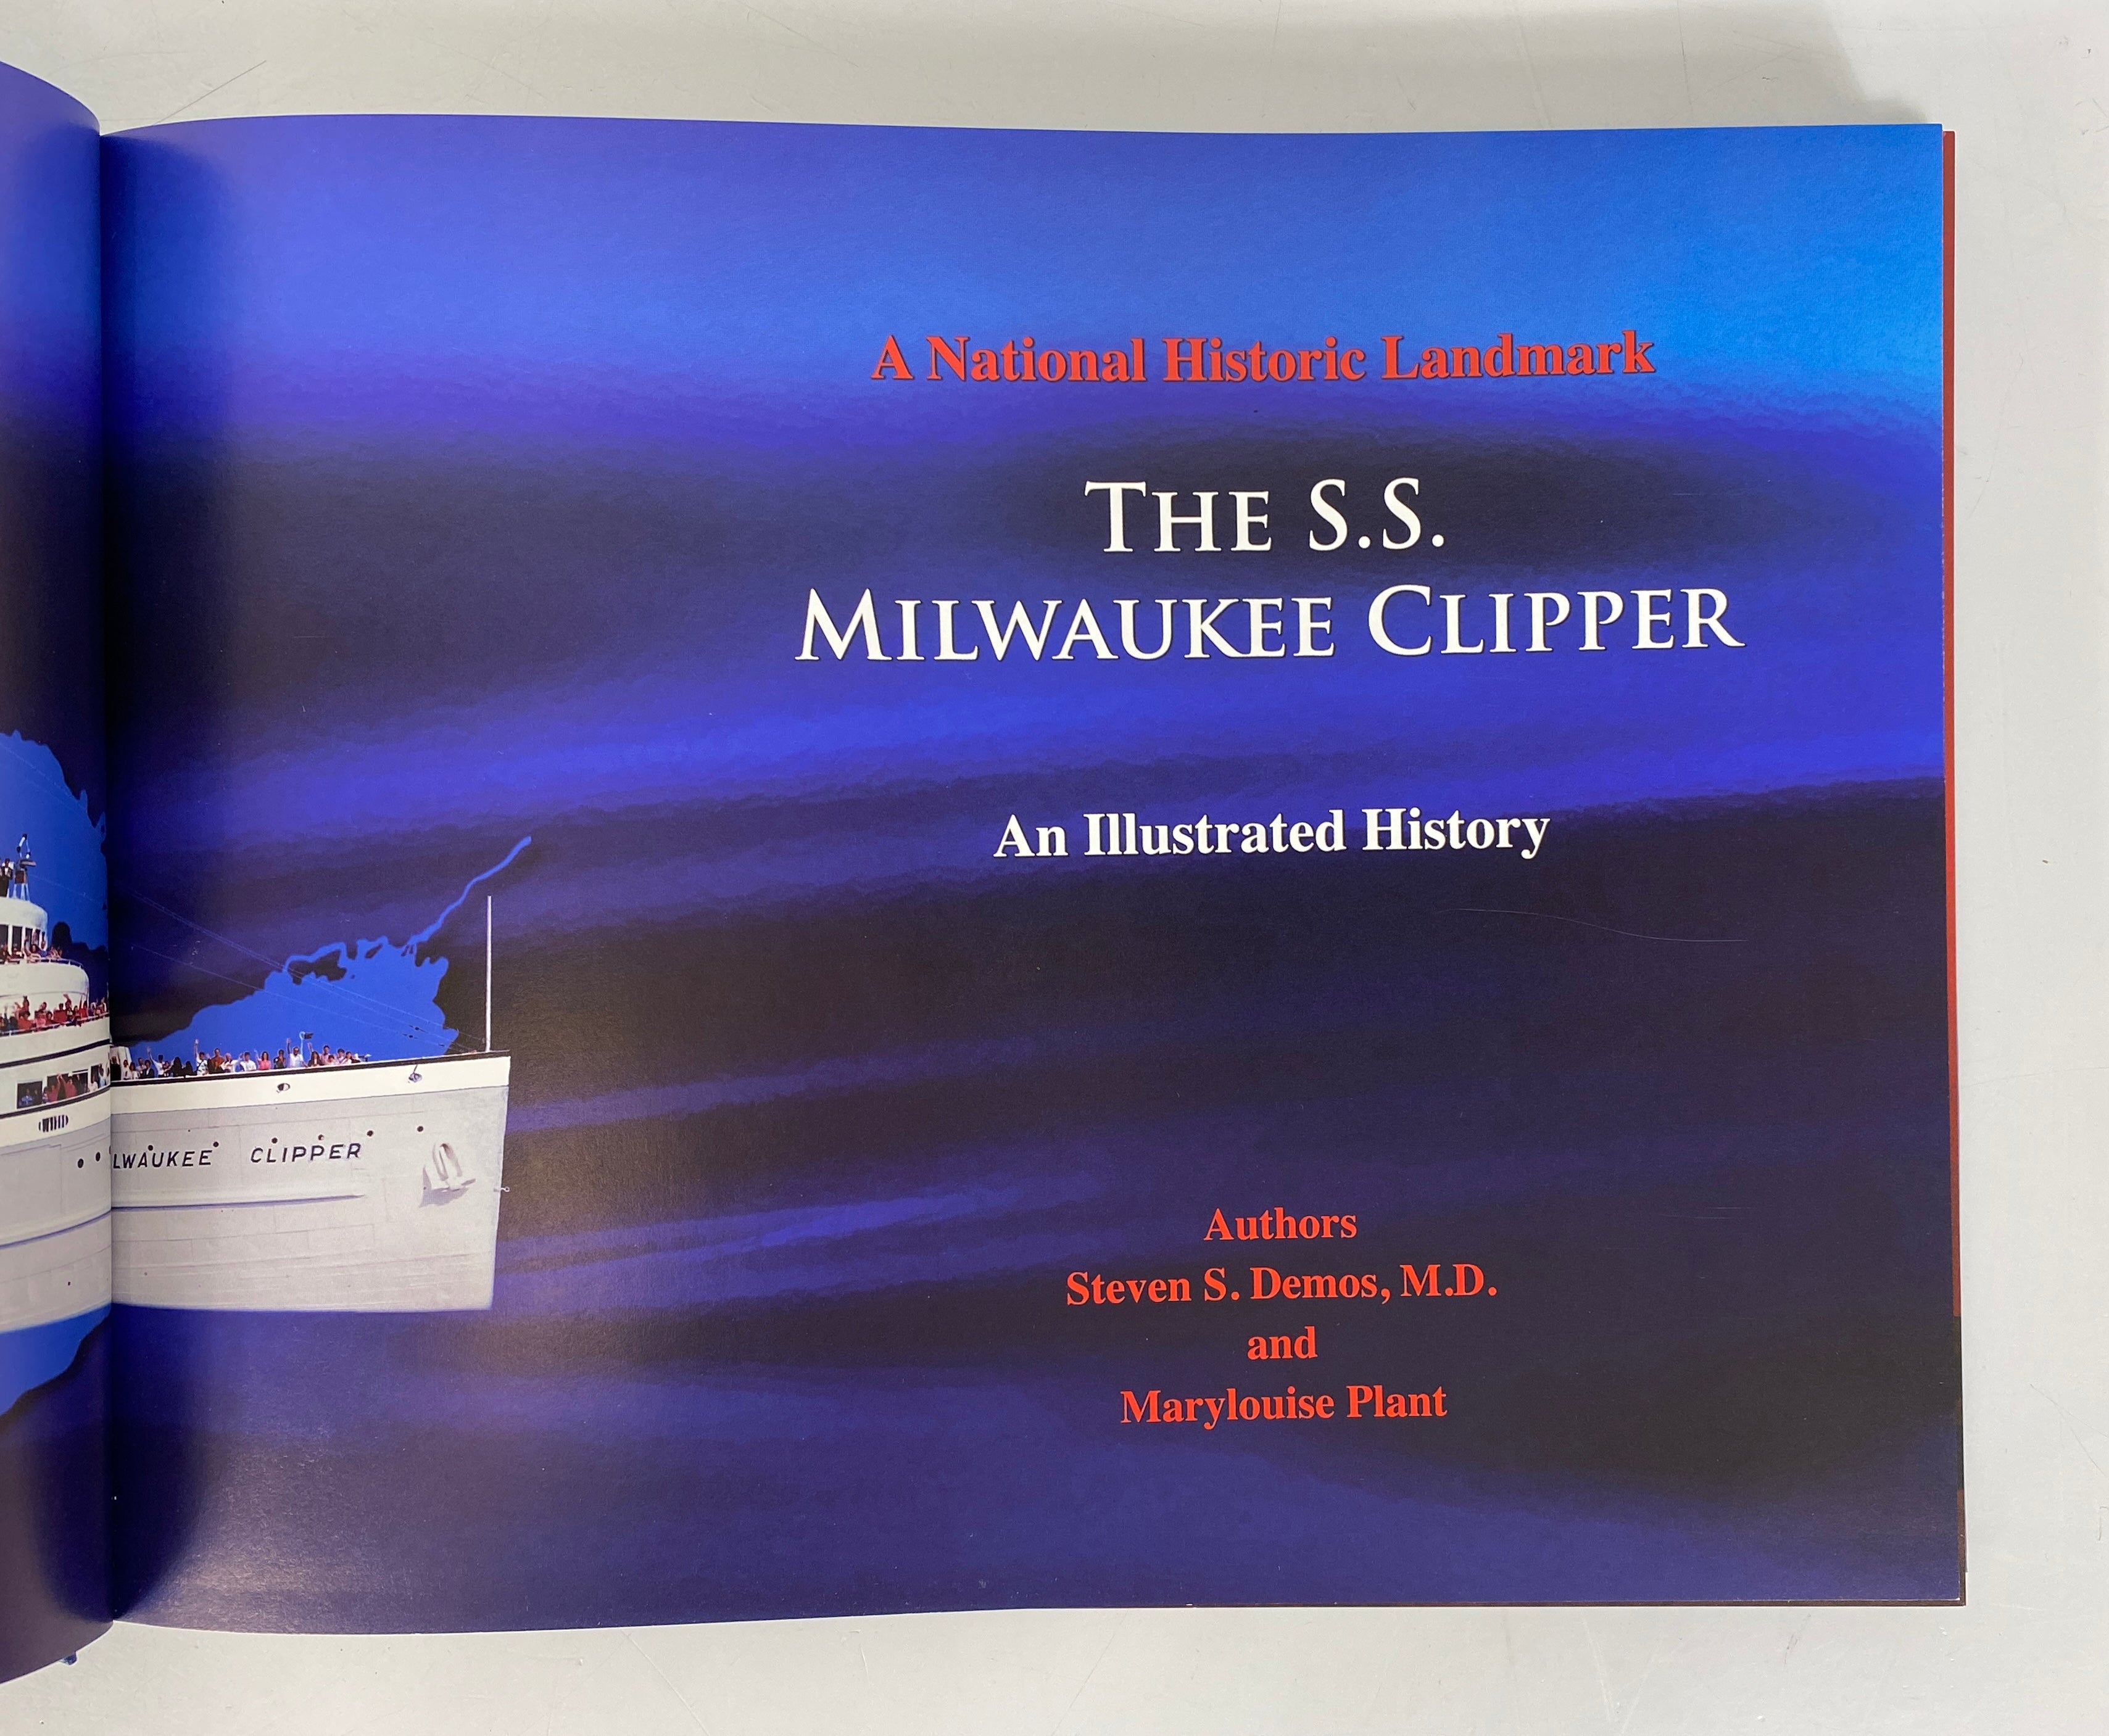 A National Historic Landmark
THE S.S.
MILWAUKEE CLIPPER
An Illustrated History
LWAUKEE CLIPPER
Authors
Steven S. Demos, M.D.
and
Marylouise Plant